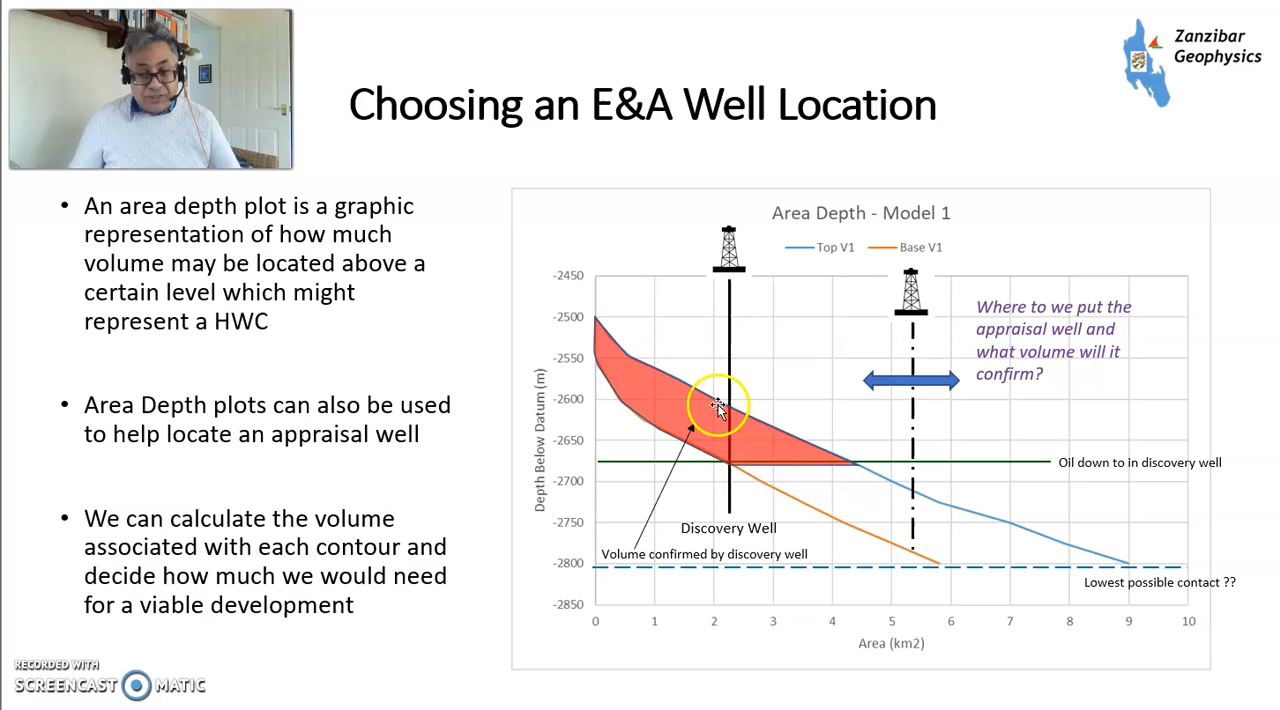 Zanzibar
Geophysics
Choosing an E&A Well Location
• An area depth plot is a graphic
representation of how much
volume may be located above a
certain level which might
represent a HWC
• Area Depth plots can also be used
to help locate an appraisal well
• We can calculate the volume
associated with each contour and
decide how much we would need
for a viable development
Area Depth - Model 1
Top V1 Base V1
Where to we put the
appraisal well and
what volume will it
confirm?
Depth Below Datum (m)
-2450
-2500
-2550
-2600
-2650
-2700
-2750
-2800
-2850
Oil down to in discovery well
Discovery Well
Volume confirmed by discovery well
Lowest possible contact ??
0 1 2 3 4 5 6 7 8 9 10
Area (km2)
RECORDED WITH
SCREENCAST MATIC